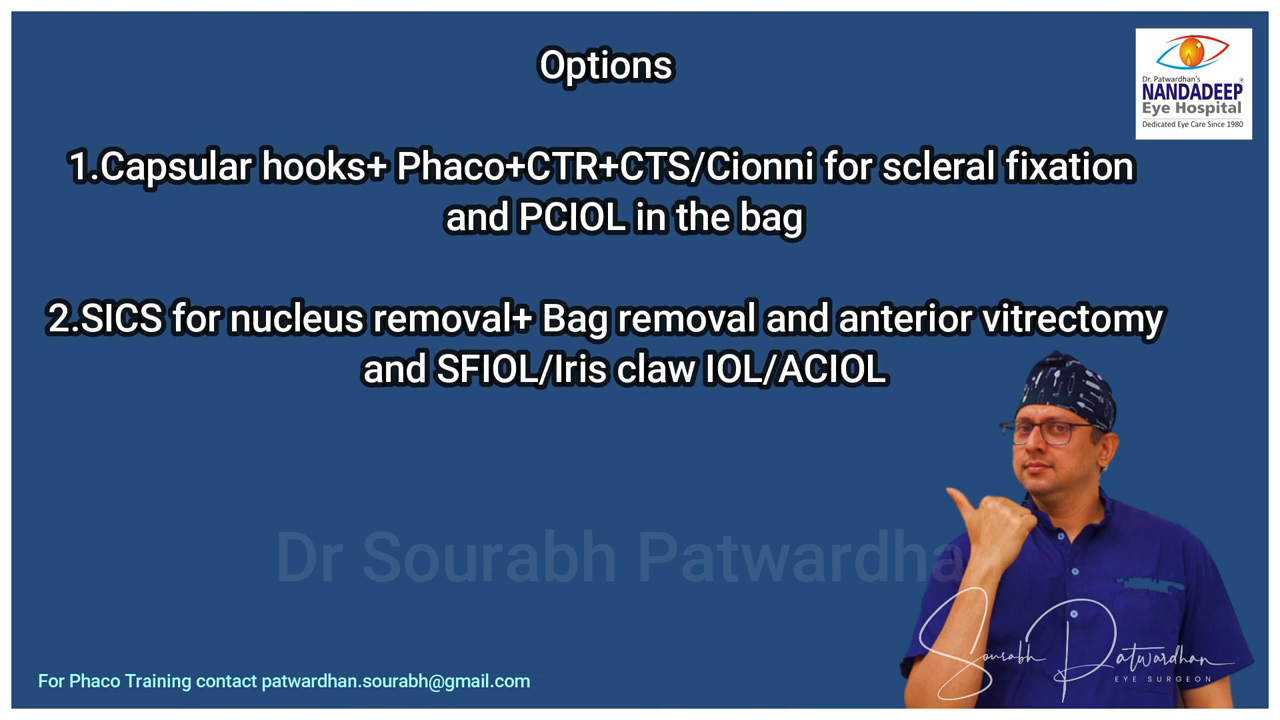 Options
Dr. Patwardhan's
NANDADEEP
Eye Hospital
Dedicated Eye Care Since 1980
1.Capsular hooks+ Phaco+CTR+CTS/Cionni for scleral fixation
and PCIOL in the bag
2.SICS for nucleus removal+ Bag removal and anterior vitrectomy
and SFIOL/Iris claw IOL/ACIOL
Dr Sourabh Patwardhan
Sourabh Patwardhan
EYE SURGEON
For Phaco Training contact patwardhan.sourabh@gmail.com